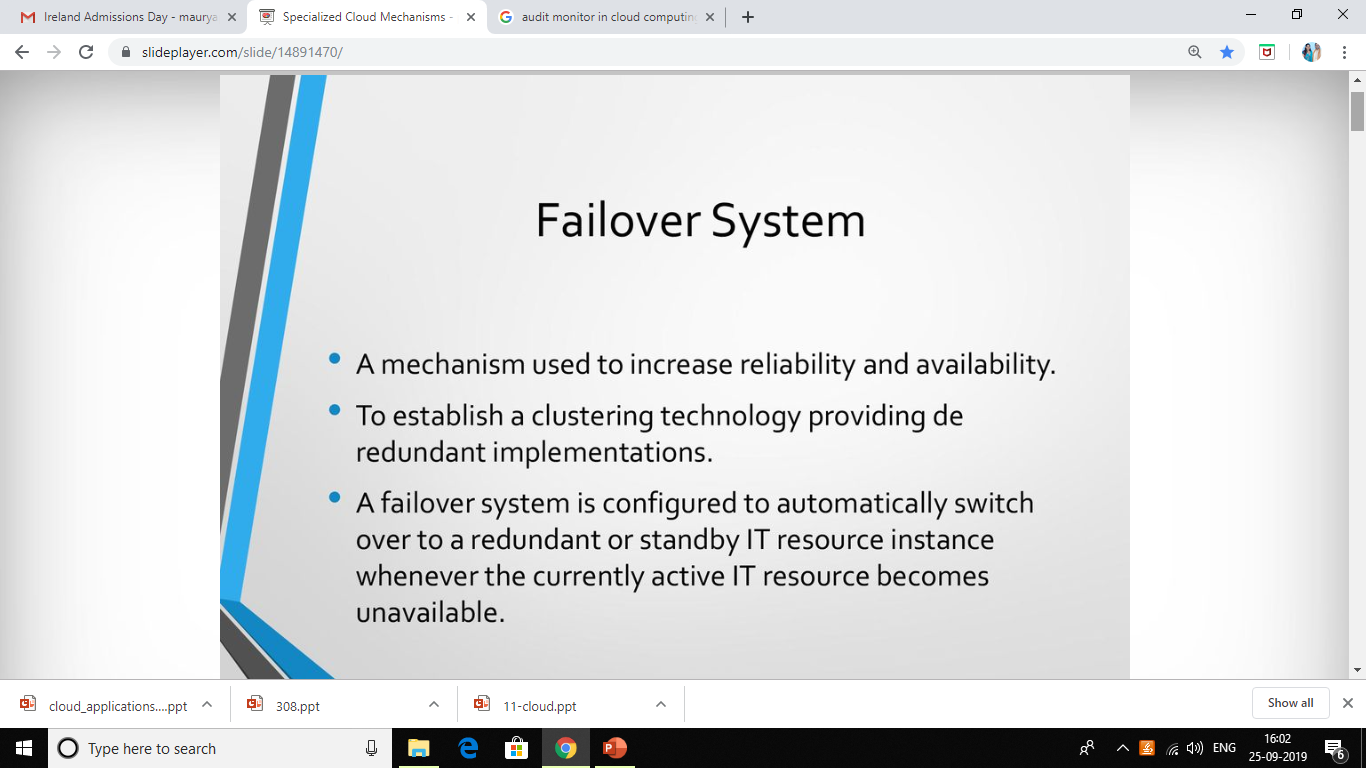 Ireland Admissions Day - maurya
Specialized Cloud Mechanisms -
audit monitor in cloud computing
slideplayer.com/slide/14891470/
Failover System
• A mechanism used to increase reliability and availability.
• To establish a clustering technology providing de
redundant implementations.
• A failover system is configured to automatically switch
over to a redundant or standby IT resource instance
whenever the currently active IT resource becomes
unavailable.
cloud_applications....ppt
308.ppt
11-cloud.ppt
Show all
Type here to search
ENG
16:02
25-09-2019
6